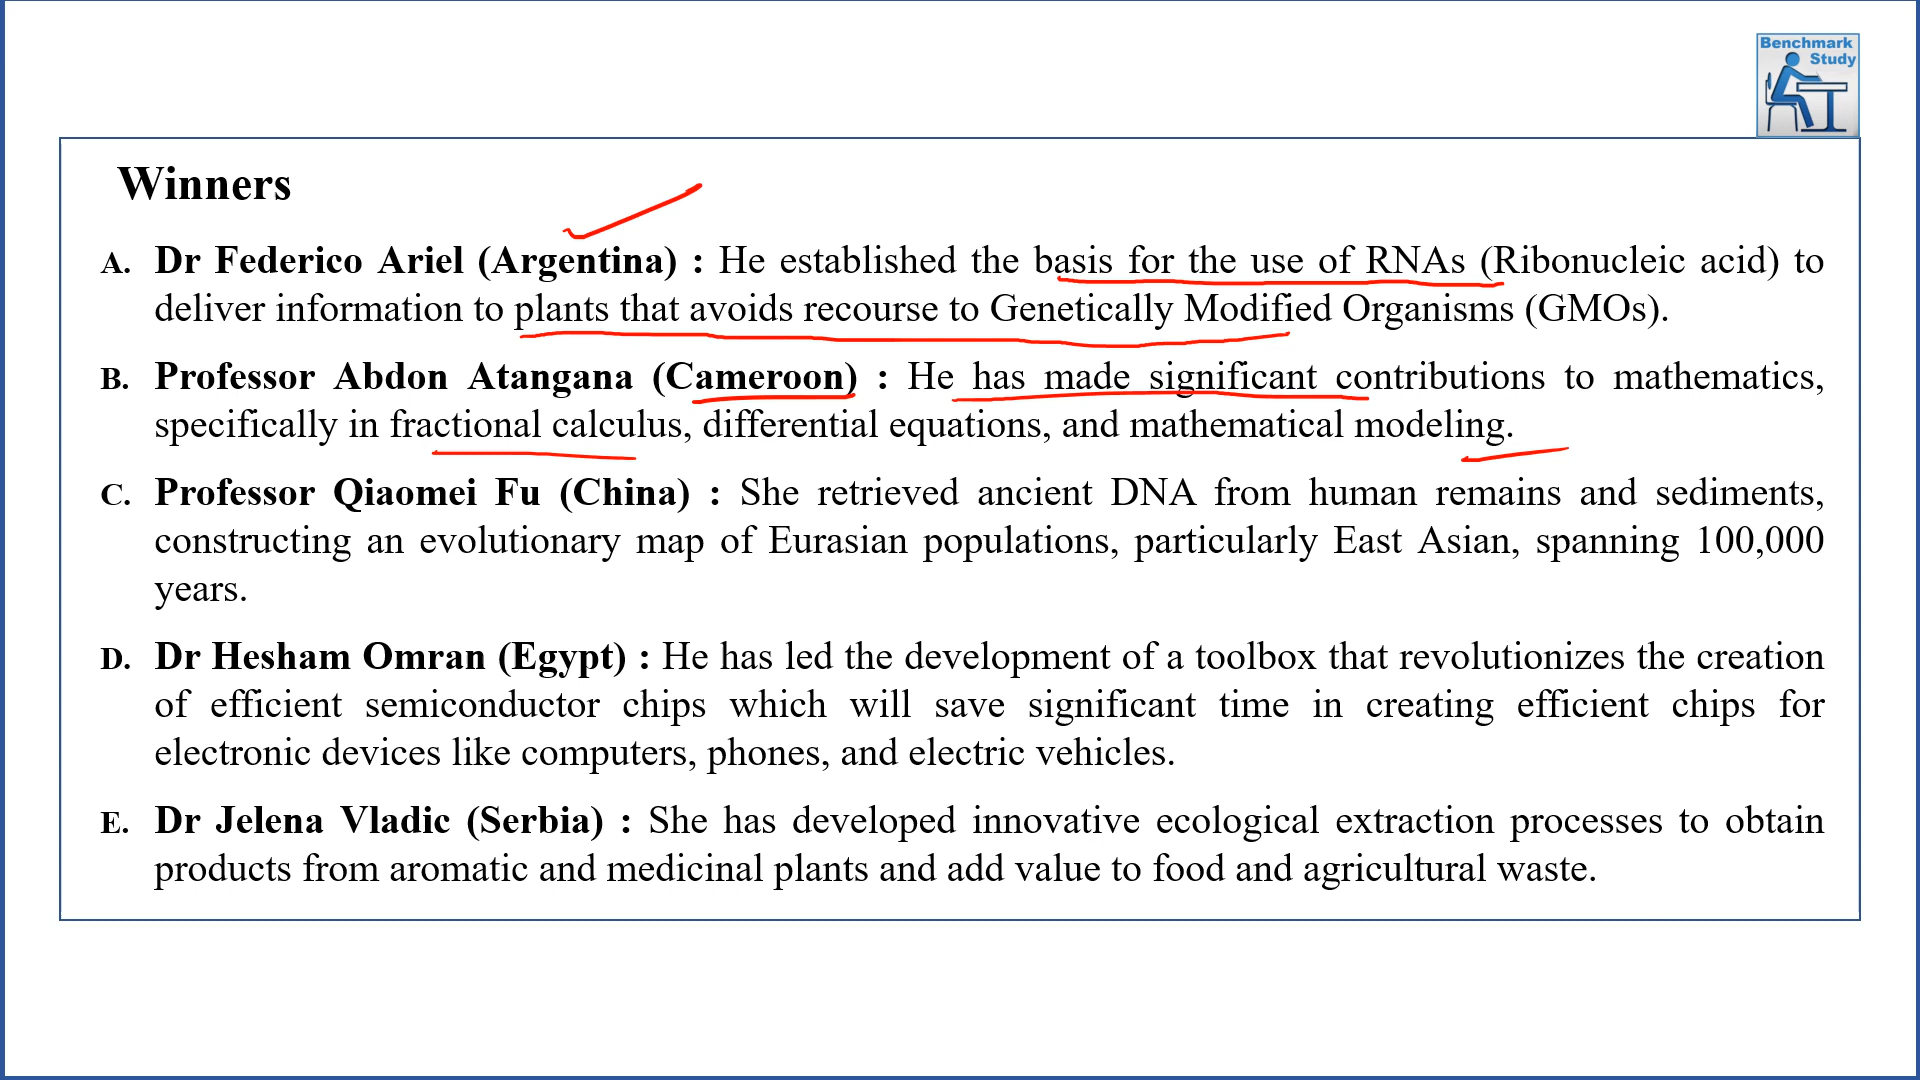 Benchmark
Study
Winners
A. Dr Federico Ariel (Argentina) : He established the basis for the use of RNAs (Ribonucleic acid) to
deliver information to plants that avoids recourse to Genetically Modified Organisms (GMOs).
B. Professor Abdon Atangana (Cameroon) : He has made significant contributions to mathematics,
specifically in fractional calculus, differential equations, and mathematical modeling.
C. Professor Qiaomei Fu (China) : She retrieved ancient DNA from human remains and sediments,
constructing an evolutionary map of Eurasian populations, particularly East Asian, spanning 100,000
years.
D. Dr Hesham Omran (Egypt) : He has led the development of a toolbox that revolutionizes the creation
of efficient semiconductor chips which will save significant time in creating efficient chips for
electronic devices like computers, phones, and electric vehicles.
E. Dr Jelena Vladic (Serbia) : She has developed innovative ecological extraction processes to obtain
products from aromatic and medicinal plants and add value to food and agricultural waste.